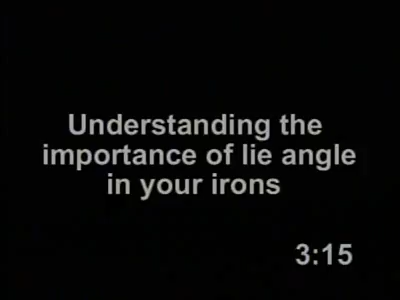 Understanding the
importance of lie angle
in your irons
3:15